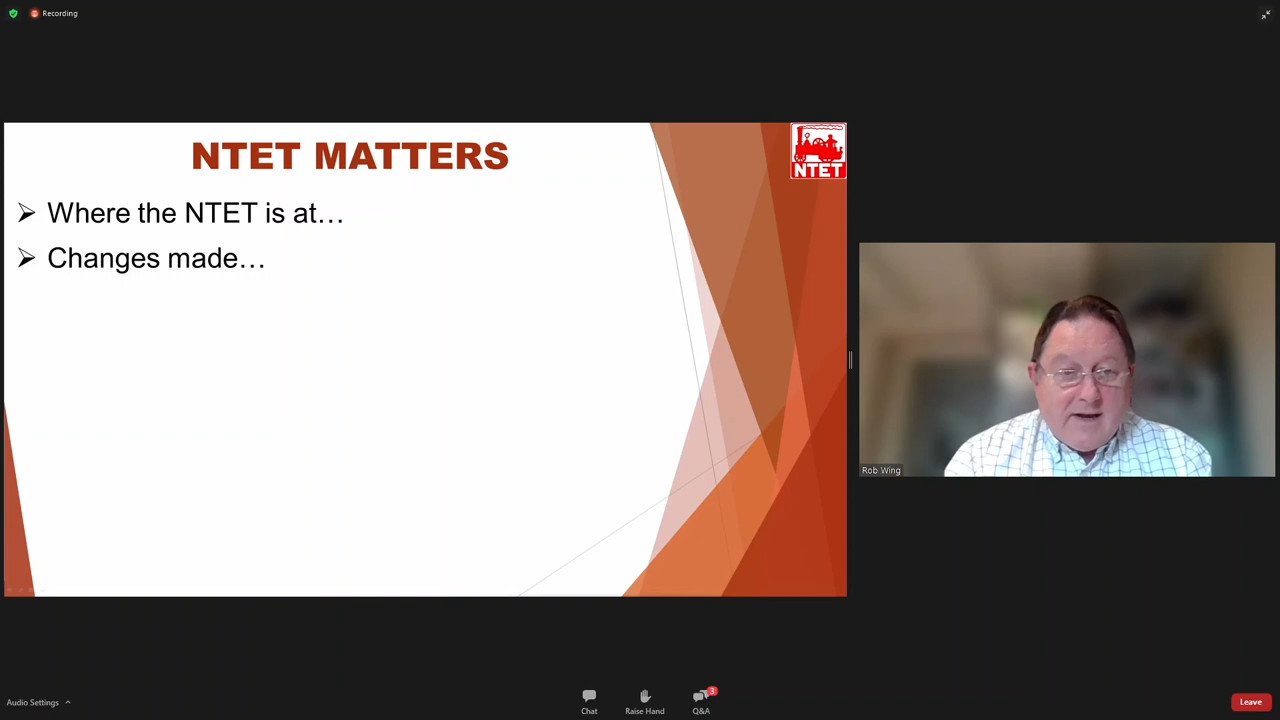 Recording
NTET MATTERS
NTET
Where the NTET is at…
Changes made…
Rob Wing
Audio Settings
Chat
Raise Hand
3
Q&A
Leave